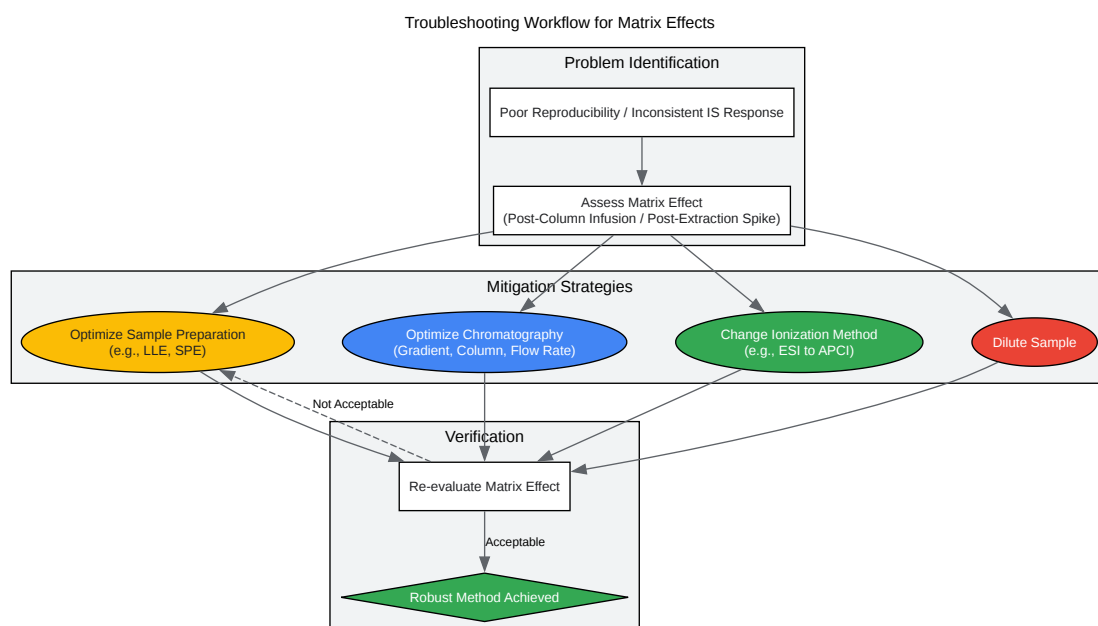 Troubleshooting Workflow for Matrix Effects
Problem Identification
Poor Reproducibility / Inconsistent IS Response
Assess Matrix Effect
(Post-Column Infusion / Post-Extraction Spike)
Mitigation Strategies
Optimize Sample Preparation
(e.g., LLE, SPE)
Optimize Chromatography
(Gradient, Column, Flow Rate)
Change Ionization Method
(e.g., ESI to APCI)
Dilute Sample
Not Acceptable
Verification
Re-evaluate Matrix Effect
Acceptable
Robust Method Achieved